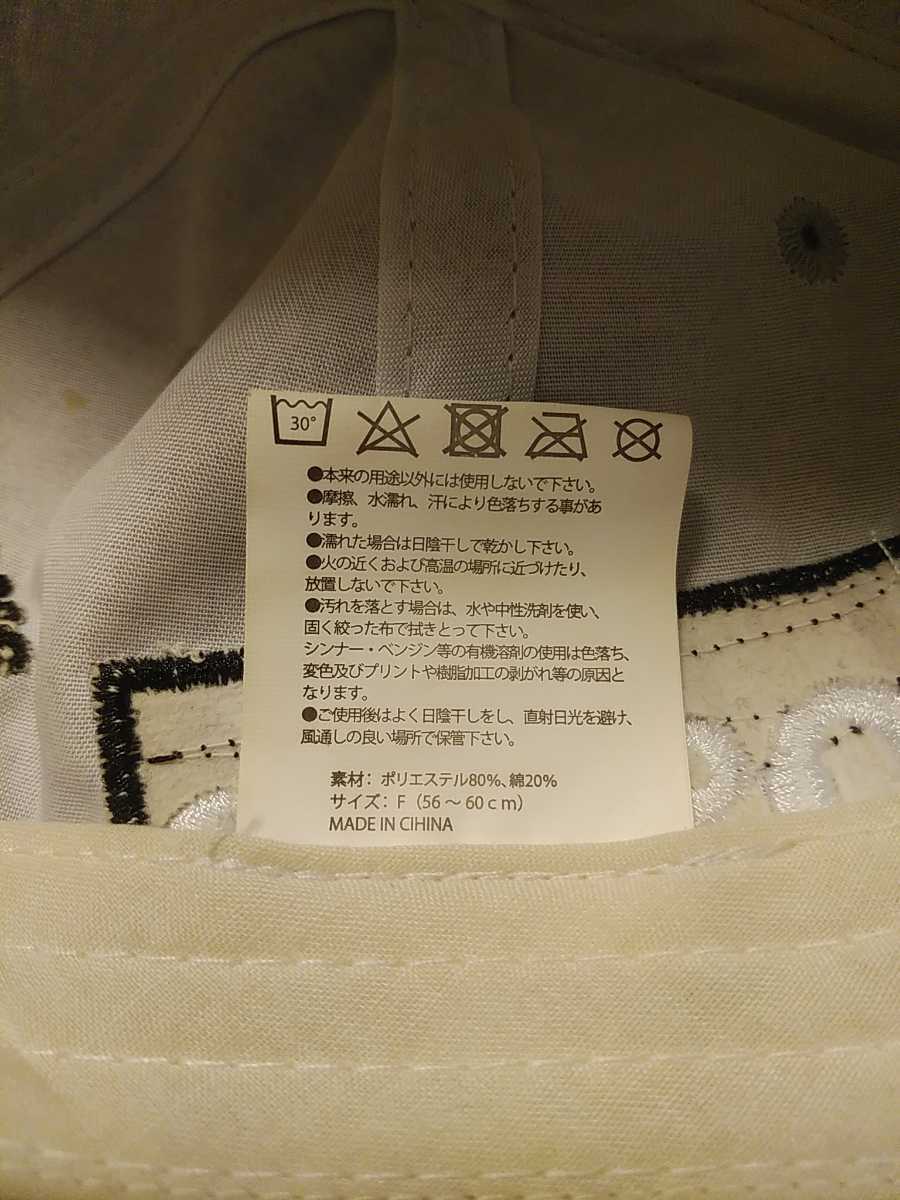 30°
●本来の用途以外には使用しないで下さい。
●摩擦、水濡れ、汗により色落ちする事があ
ります。
●濡れた場合は日陰干しで乾かし下さい。
●火の近くおよび高温の場所に近づけたり、
放置しないで下さい。
●汚れを落とす場合は、水や中性洗剤を使い、
固く絞った布で拭きとって下さい。
シンナー・ベンジン等の有機溶剤の使用は色落ち、
変色及びプリントや樹脂加工の剥がれ等の原因と
なります。
●ご使用後はよく日陰干しをし、直射日光を避け、
風通しの良い場所で保管下さい。
素材：ポリエステル80%、綿20%
サイズ：F（56～60ｃｍ）
MADE IN CIHINA